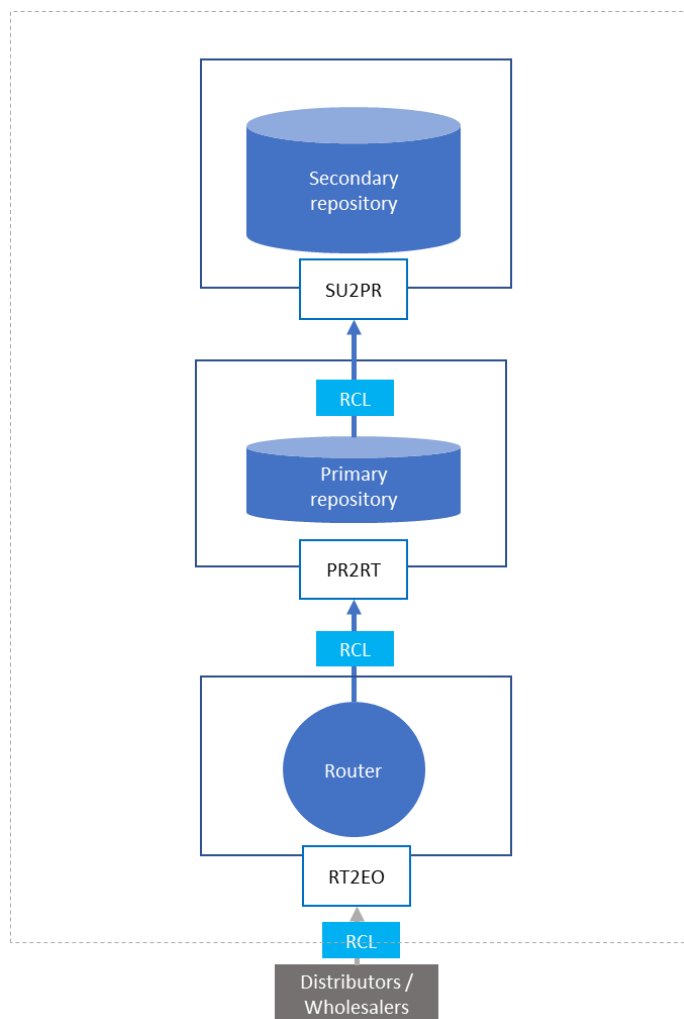 Secondary
repository
SU2PR
RCL
Primary
repository
PR2RT
RCL
Router
RT2EO
RCL
Distributors /
Wholesalers